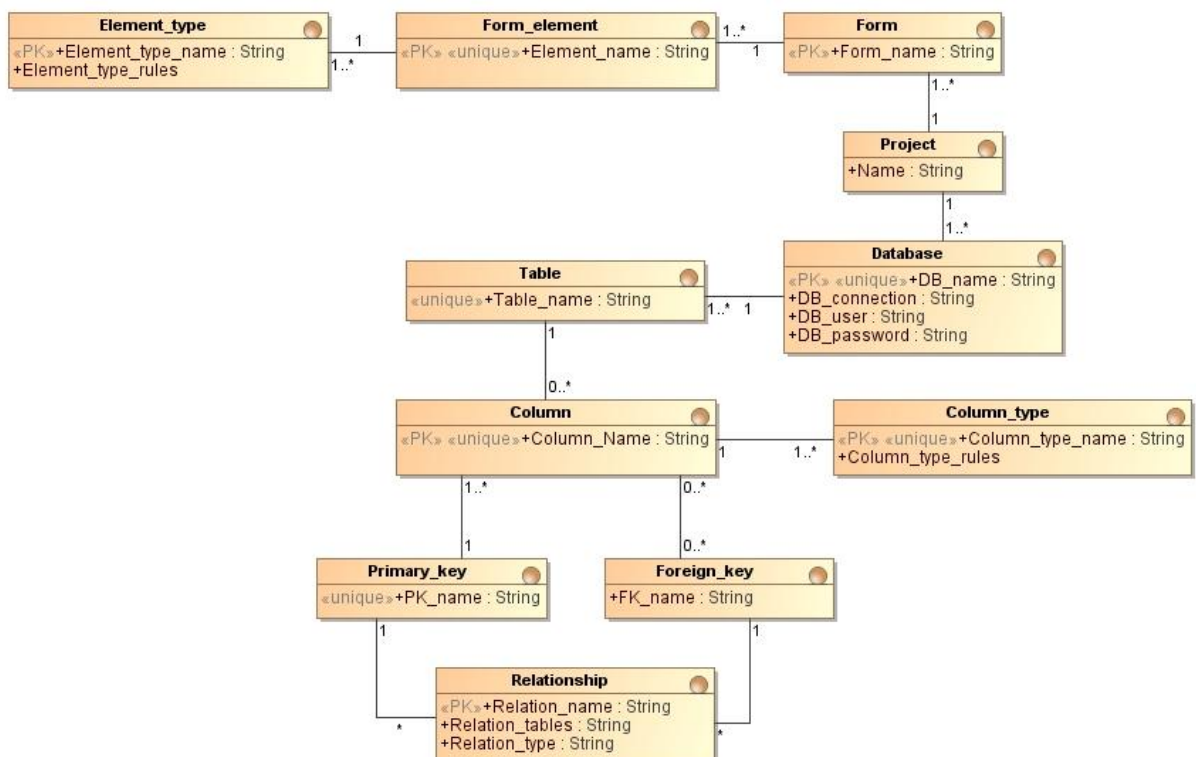 Element_type
«PK»+Element_type_name : String
+Element_type_rules
1
1..*
Form_element
«PK» «unique»+Element_name : String
1..*
1
Form
«PK»+Form_name : String
1..*
1
Project
+Name : String
1
1..*
Database
«PK» «unique»+DB_name : String
+DB_connection : String
+DB_user : String
+DB_password : String
Table
«unique»+Table_name : String
1..*
1
1
0..*
Column
«PK» «unique»+Column_Name : String
1
1..*
Column_type
«PK» «unique»+Column_type_name : String
+Column_type_rules
1..*
1
0..*
0..*
Primary_key
«unique»+PK_name : String
Foreign_key
+FK_name : String
1
1
Relationship
«PK»+Relation_name : String
+Relation_tables : String
+Relation_type : String
*
*